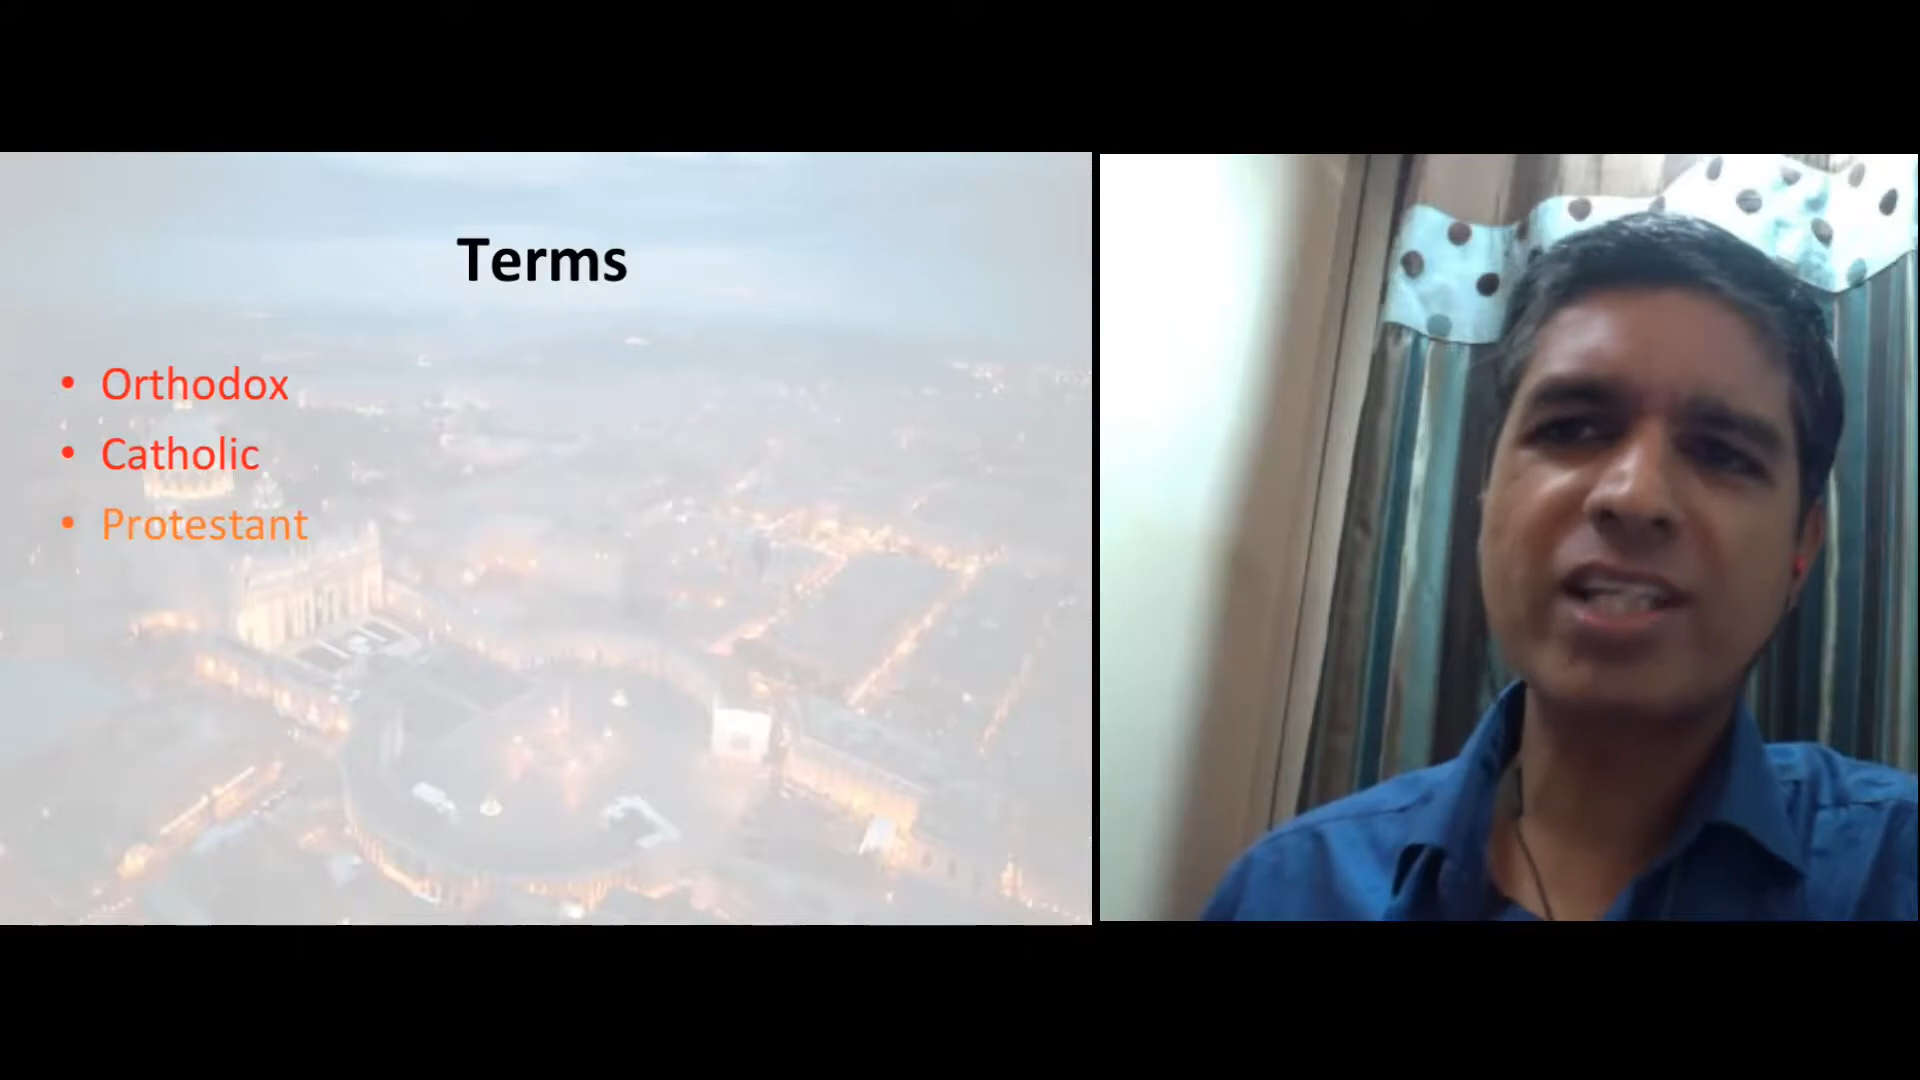 Terms
• Orthodox
• Catholic
• Protestant